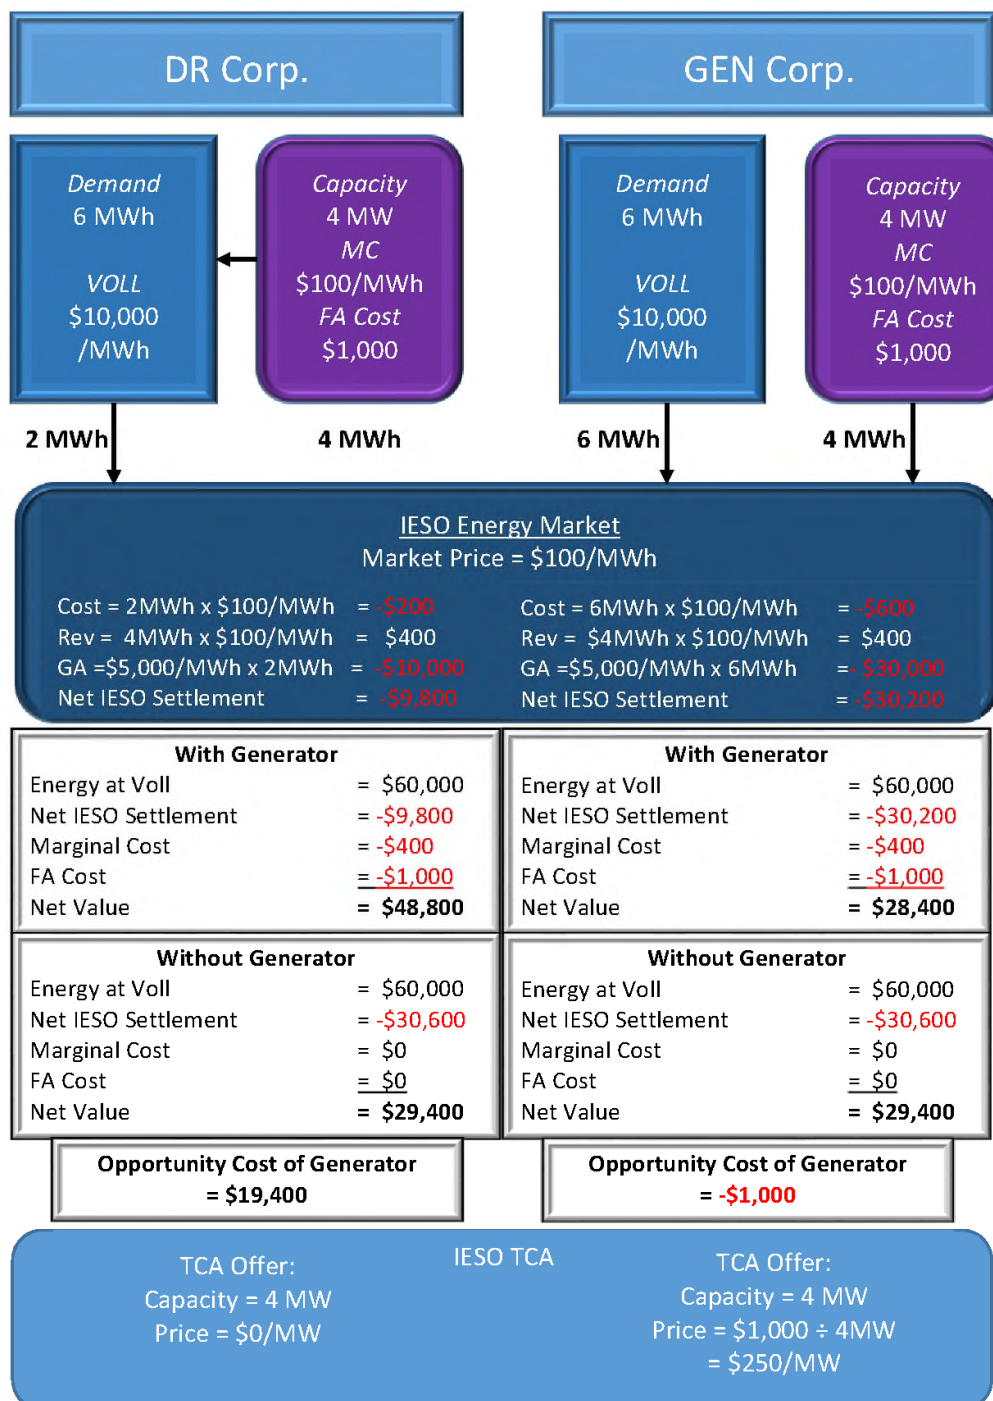 DR Corp.
GEN Corp.
Demand
6 MWh
VOLL
$10,000
/MWh
Capacity
4 MW
MC
$100/MWh
FA Cost
$1,000
Demand
6 MWh
VOLL
$10,000
/MWh
Capacity
4 MW
MC
$100/MWh
FA Cost
$1,000
2 MWh
4 MWh
6 MWh
4 MWh
IESO Energy Market
Market Price = $100/MWh
Cost = 2MWh x $100/MWh = -$200
Rev = 4MWh x $100/MWh = $400
GA =$5,000/MWh x 2MWh = -$10,000
Net IESO Settlement = -$9,800
Cost = 6MWh x $100/MWh = -$600
Rev = $4MWh x $100/MWh = $400
GA =$5,000/MWh x 6MWh =- $30,000
Net IESO Settlement = -$30,200
With Generator
Energy at Voll = $60,000
Net IESO Settlement = -$9,800
Marginal Cost = -$400
FA Cost = -$1,000
Net Value = $48,800
With Generator
Energy at Voll = $60,000
Net IESO Settlement = -$30,200
Marginal Cost = -$400
FA Cost = -$1,000
Net Value = $28,400
Without Generator
Energy at Voll = $60,000
Net IESO Settlement = -$30,600
Marginal Cost = $0
FA Cost = $0
Net Value = $29,400
Without Generator
Energy at Voll = $60,000
Net IESO Settlement = -$30,600
Marginal Cost = $0
FA Cost = $0
Net Value = $29,400
Opportunity Cost of Generator
= $19,400
Opportunity Cost of Generator
= -$1,000
IESO TCA
TCA Offer:
Capacity = 4 MW
Price = $0/MW
TCA Offer:
Capacity = 4 MW
Price = $1,000 ÷ 4MW
= $250/MW